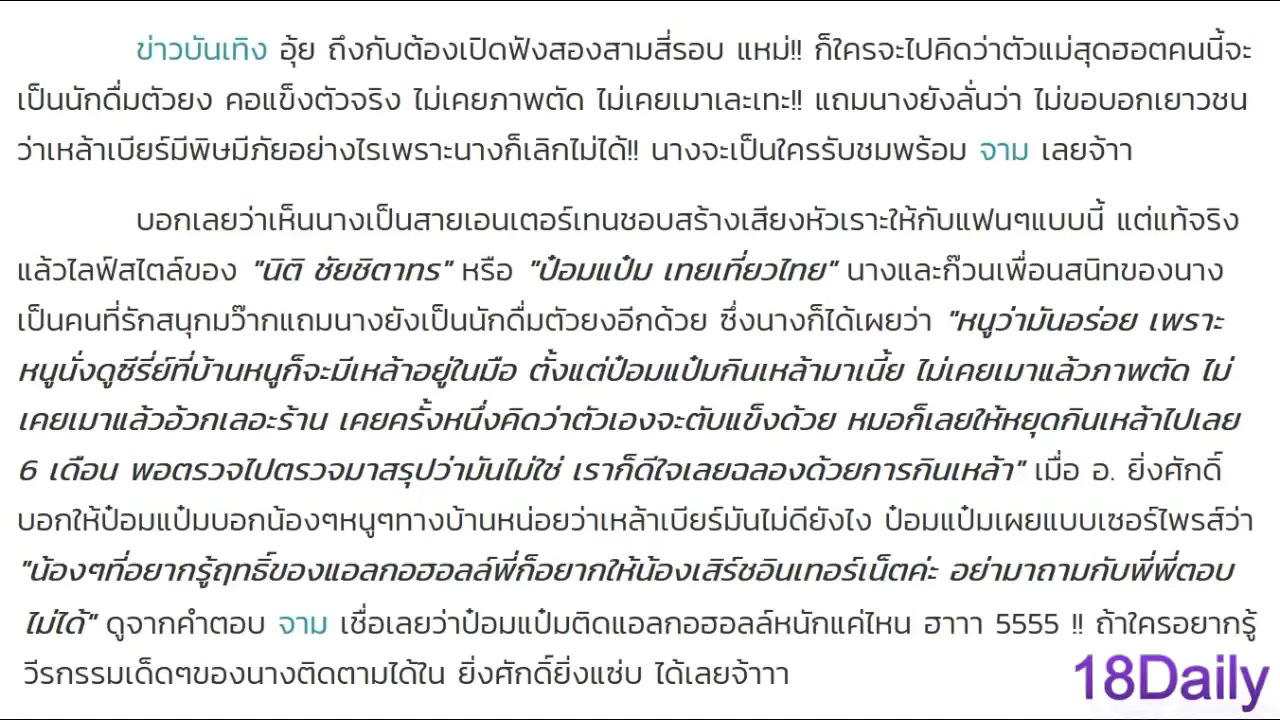 ข่าวบันเทิง อุ้ย ถึงกับต้องเปิดฟังสองสามสี่รอบ แหม่!! ก็ใครจะไปคิดว่าตัวแม่สุดฮอตคนนี้จะ
เป็นนักดื่มตัวยง คอแข็งตัวจริง ไม่เคยภาพตัด ไม่เคยเมาเละเทะ!! แถมนางยังลั่นว่า ไม่ขอบอกเยาวชน
ว่าเหล้าเบียร์มีพิษมีภัยอย่างไรเพราะนางก็เลิกไม่ได้!! นางจะเป็นใครรับชมพร้อม จาม เลยจ้าา
บอกเลยว่าเห็นนางเป็นสายเอนเตอร์เทนชอบสร้างเสียงหัวเราะให้กับแฟนๆแบบนี้ แต่แท้จริง
แล้วไลฟ์สไตล์ของ "นิติ ชัยชิตาทร" หรือ "ป๋อมแป๋ม เทยเที่ยวไทย" นางและก๊วนเพื่อนสนิทของนาง
เป็นคนที่รักสนุกมว๊ากแถมนางยังเป็นนักดื่มตัวยงอีกด้วย ซึ่งนางก็ได้เผยว่า "หนูว่ามันอร่อย เพราะ
หนูนั่งดูซีรี่ย์ที่บ้านหนูก็จะมีเหล้าอยู่ในมือ ตั้งแต่ป๋อมแป๋มกินเหล้ามาเนี้ย ไม่เคยเมาแล้วภาพตัด ไม่
เคยเมาแล้วอ้วกเลอะร้าน เคยครั้งหนึ่งคิดว่าตัวเองจะตับแข็งด้วย หมอก็เลยให้หยุดกินเหล้าไปเลย
6 เดือน พอตรวจไปตรวจมาสรุปว่ามันไม่ใช่ เราก็ดีใจเลยฉลองด้วยการกินเหล้า" เมื่อ อ. ยิ่งศักดิ์
บอกให้ป๋อมแป๋มบอกน้องๆหนูๆทางบ้านหน่อยว่าเหล้าเบียร์มันไม่ดียังไง ป๋อมแป๋มเผยแบบเซอร์ไพรส์ว่า
"น้องๆที่อยากรู้ฤทธิ์ของแอลกอฮอลล์พี่ก็อยากให้น้องเสิร์ชอินเทอร์เน็ตค่ะ อย่ามาถามกับพี่พี่ตอบ
ไม่ได้" ดูจากคำตอบ จาม เชื่อเลยว่าป๋อมแป๋มติดแอลกอฮอลล์หนักแค่ไหน ฮาาา 5555 !! ถ้าใครอยากรู้
วีรกรรมเด็ดๆของนางติดตามได้ใน ยิ่งศักดิ์ยิ่งแซ่บ ได้เลยจ้าาา
18Daily